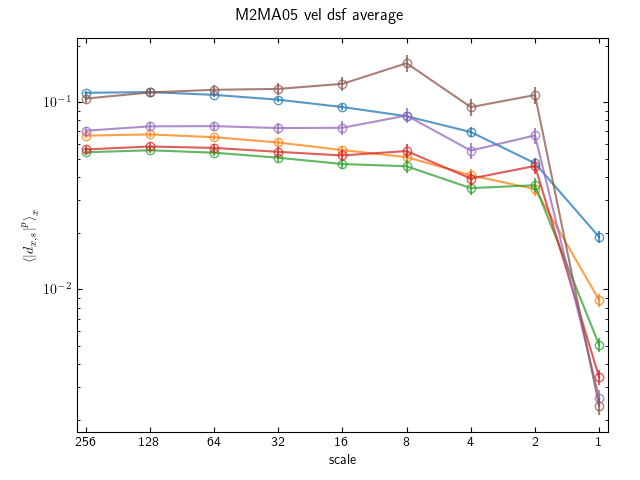 M2MA05 vel dsf average
10⁻¹
10⁻²
⟨|d_{x,s}|^p⟩_x
256 128 64 32 16 8 4 2 1
scale